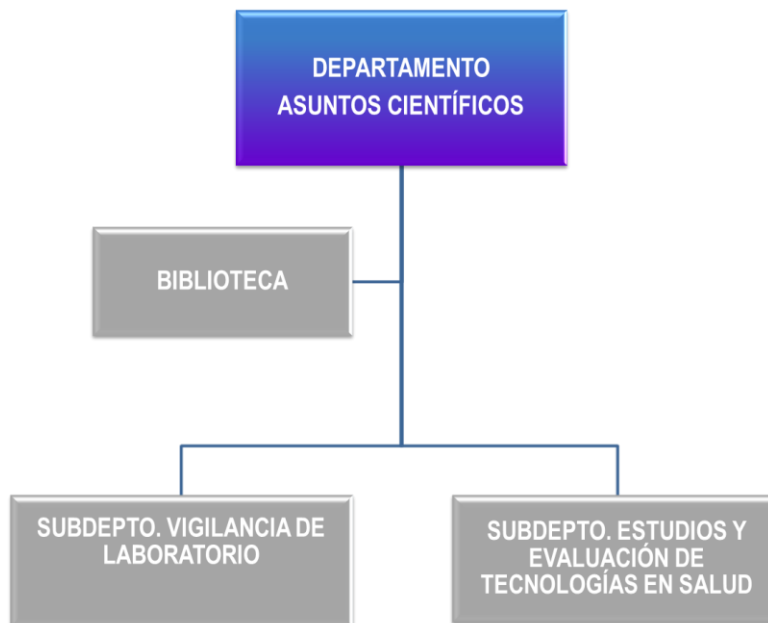 DEPARTAMENTO
ASUNTOS CIENTÍFICOS
BIBLIOTECA
SUBDEPTO. VIGILANCIA DE
LABORATORIO
SUBDEPTO. ESTUDIOS Y
EVALUACIÓN DE
TECNOLOGÍAS EN SALUD